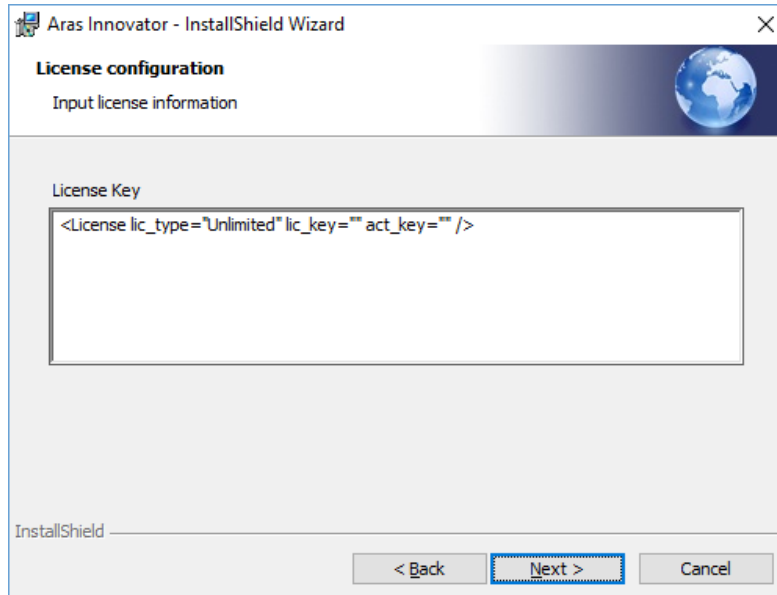 Aras Innovator - InstallShield Wizard
License configuration
Input license information
License Key
<License lic_type="Unlimited" lic_key="" act_key="" />
InstallShield
< Back
Next >
Cancel